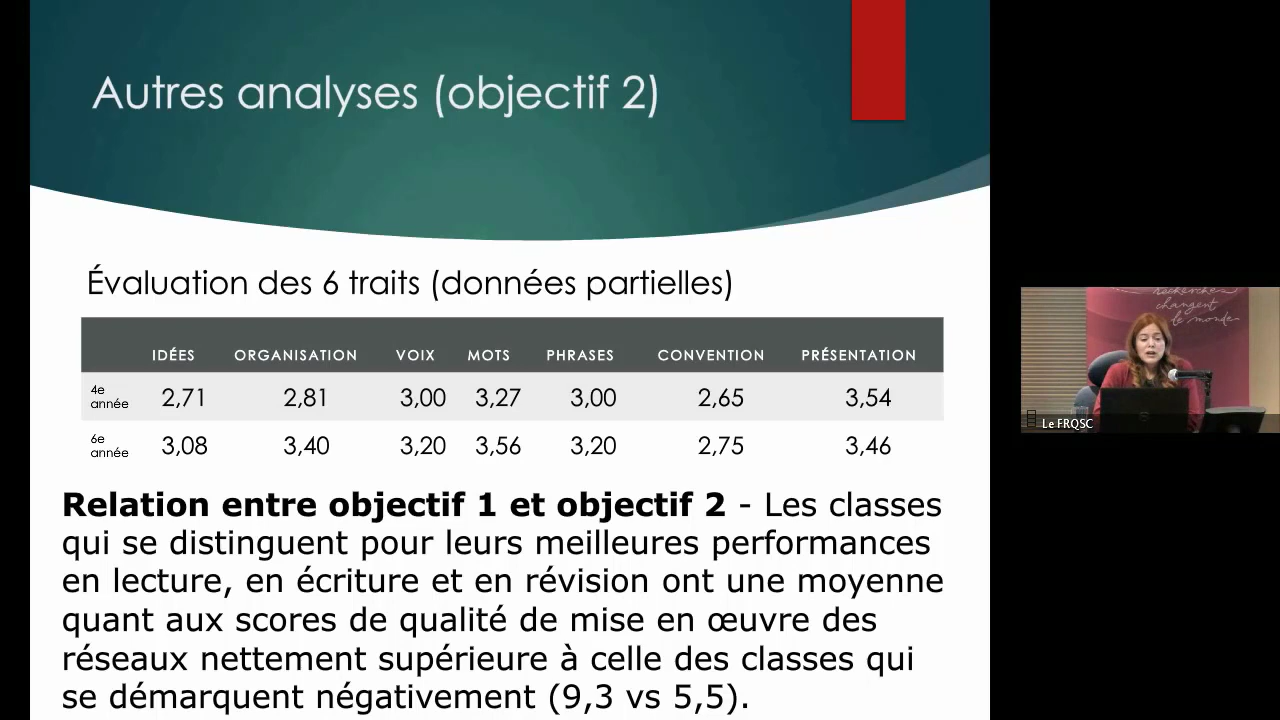 Autres analyses (objectif 2)
Évaluation des 6 traits (données partielles)
IDÉES ORGANISATION VOIX MOTS PHRASES CONVENTION PRÉSENTATION
4e année 2,71 2,81 3,00 3,27 3,00 2,65 3,54
6e année 3,08 3,40 3,20 3,56 3,20 2,75 3,46
Relation entre objectif 1 et objectif 2 - Les classes
qui se distinguent pour leurs meilleures performances
en lecture, en écriture et en révision ont une moyenne
quant aux scores de qualité de mise en œuvre des
réseaux nettement supérieure à celle des classes qui
se démarquent négativement (9,3 vs 5,5).
recherches
changent
le monde
Le FRQSC